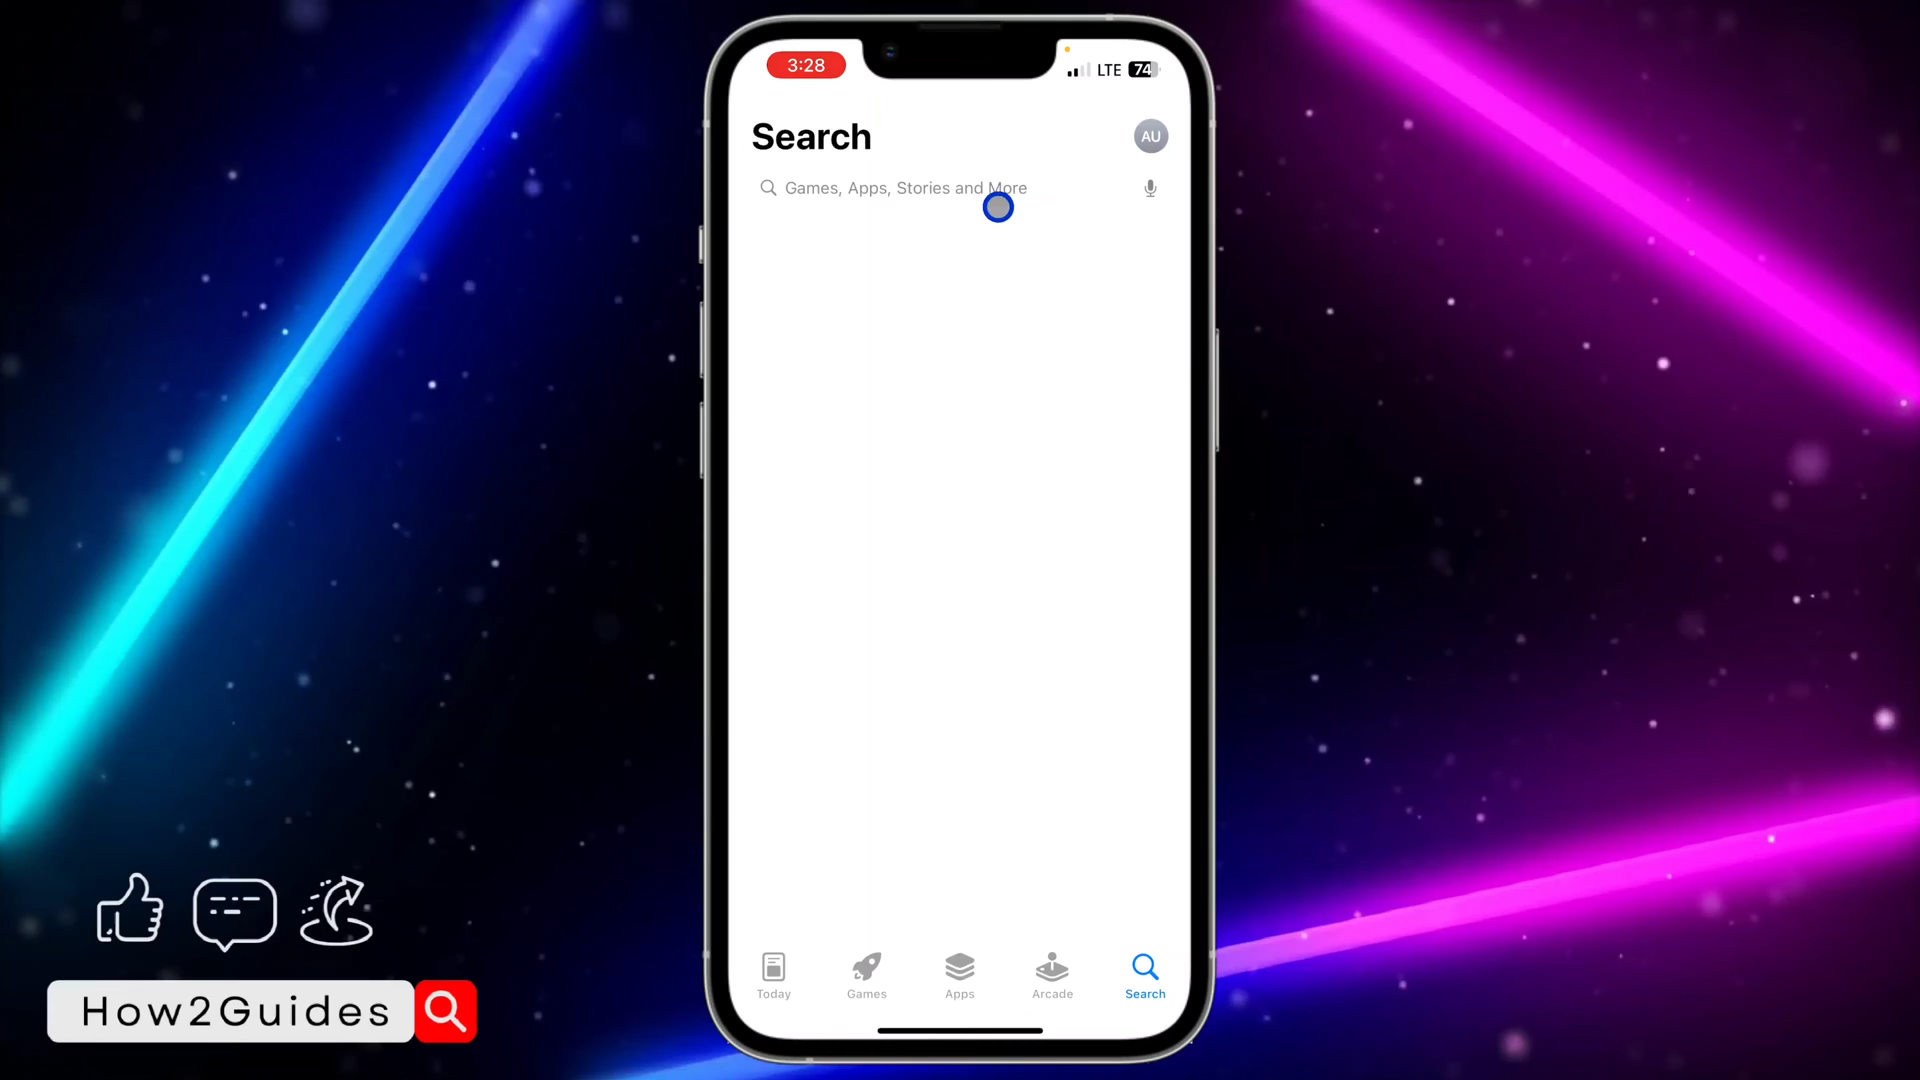 3:28
LTE 74
Search
AU
Games, Apps, Stories and More
Today
Games
Apps
Arcade
Search
How2Guides